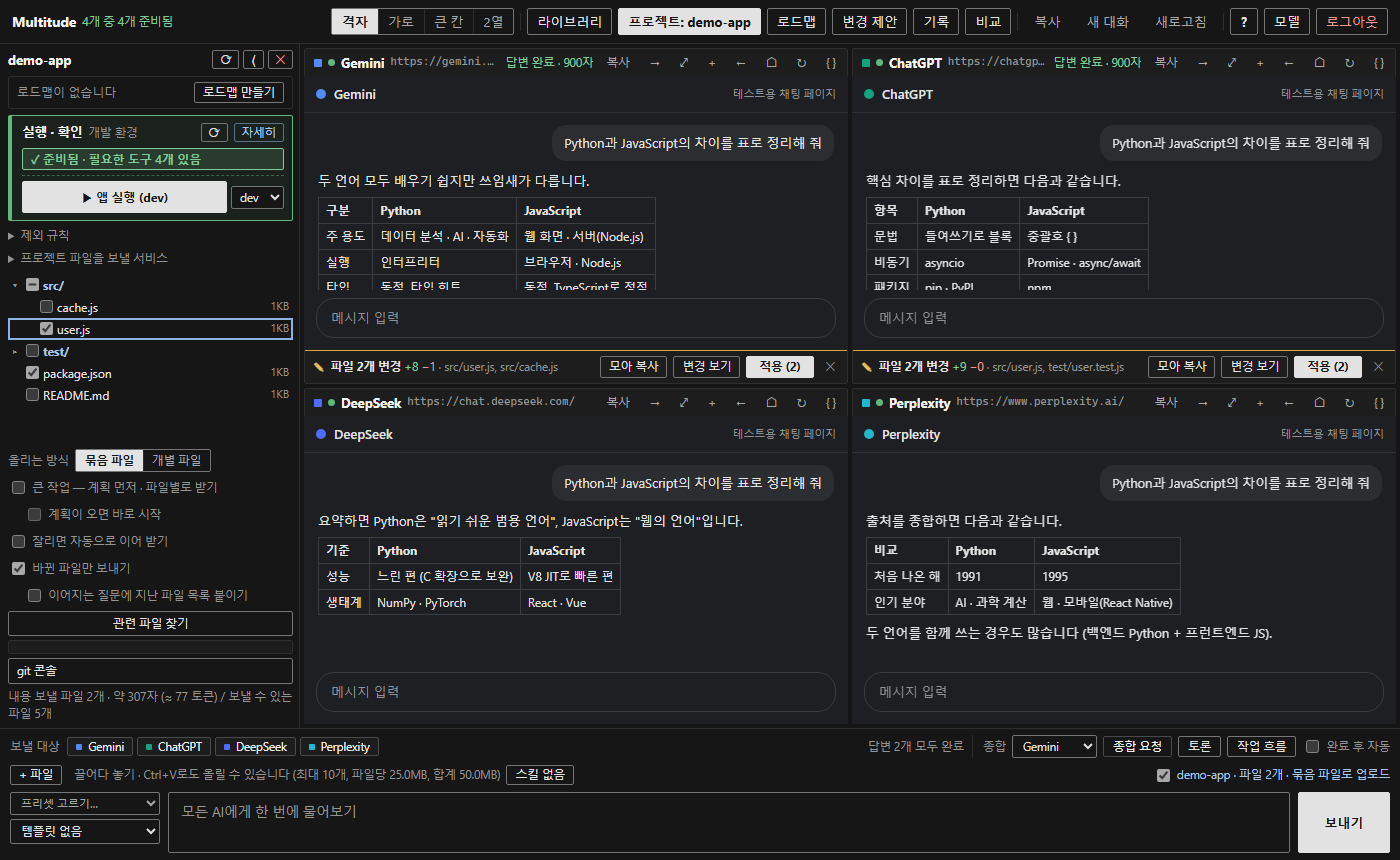 Multitude 4개 중 4개 준비됨
격자 가로 큰 칸 2열 라이브러리 프로젝트: demo-app 로드맵 변경 제안 기록 비교 복사 새 대화 새로고침 ? 모델 로그아웃
demo-app
로드맵이 없습니다 로드맵 만들기
실행 · 확인 개발 환경 자세히
✓ 준비됨 · 필요한 도구 4개 있음
▶ 앱 실행 (dev) dev
▶ 제외 규칙
▶ 프로젝트 파일을 보낼 서비스
src/
cache.js 1KB
user.js 1KB
test/
package.json 1KB
README.md 1KB
올리는 방식 묶음 파일 개별 파일
큰 작업 — 계획 먼저 · 파일별로 받기
계획이 오면 바로 시작
잘리면 자동으로 이어 받기
바뀐 파일만 보내기
이어지는 질문에 지난 파일 목록 붙이기
관련 파일 찾기
git 콘솔
내용 보낼 파일 2개 · 약 307자 (≈ 77 토큰) / 보낼 수 있는
파일 5개
Gemini https://gemini.… 답변 완료 · 900자 복사 → ⤢ + ← ↻ { }
Gemini 테스트용 채팅 페이지
Python과 JavaScript의 차이를 표로 정리해 줘
두 언어 모두 배우기 쉽지만 쓰임새가 다릅니다.
구분 Python JavaScript
주 용도 데이터 분석 · AI · 자동화 웹 화면 · 서버(Node.js)
실행 인터프리터 브라우저 · Node.js
타입 동적, 타입 힌트 동적, TypeScript로 정적
메시지 입력
파일 2개 변경 +8 −1 · src/user.js, src/cache.js 모아 복사 변경 보기 적용 (2) ×
ChatGPT https://chatgp… 답변 완료 · 900자 복사 → ⤢ + ← ↻ { }
ChatGPT 테스트용 채팅 페이지
Python과 JavaScript의 차이를 표로 정리해 줘
핵심 차이를 표로 정리하면 다음과 같습니다.
항목 Python JavaScript
문법 들여쓰기로 블록 중괄호 { }
비동기 asyncio Promise · async/await
패키지 pip · PyPI npm
메시지 입력
파일 2개 변경 +9 −0 · src/user.js, test/user.test.js 모아 복사 변경 보기 적용 (2) ×
DeepSeek https://chat.deepseek.com/ 복사 → ⤢ + ← ↻ { }
DeepSeek 테스트용 채팅 페이지
Python과 JavaScript의 차이를 표로 정리해 줘
요약하면 Python은 "읽기 쉬운 범용 언어", JavaScript는 "웹의 언어"입니다.
기준 Python JavaScript
성능 느린 편 (C 확장으로 보완) V8 JIT로 빠른 편
생태계 NumPy · PyTorch React · Vue
메시지 입력
Perplexity https://www.perplexity.ai/ 복사 → ⤢ + ← ↻ { }
Perplexity 테스트용 채팅 페이지
Python과 JavaScript의 차이를 표로 정리해 줘
출처를 종합하면 다음과 같습니다.
비교 Python JavaScript
처음 나온 해 1991 1995
인기 분야 AI · 과학 계산 웹 · 모바일(React Native)
두 언어를 함께 쓰는 경우도 많습니다 (백엔드 Python + 프런트엔드 JS).
메시지 입력
보낼 대상 Gemini ChatGPT DeepSeek Perplexity 답변 2개 모두 완료 종합 Gemini 종합 요청 토론 작업 흐름 완료 후 자동
+ 파일 끌어다 놓기 · Ctrl+V로도 올릴 수 있습니다 (최대 10개, 파일당 25.0MB, 합계 50.0MB) 스킬 없음 demo-app · 파일 2개 · 묶음 파일로 업로드
프리셋 고르기... 모든 AI에게 한 번에 물어보기 보내기
템플릿 없음